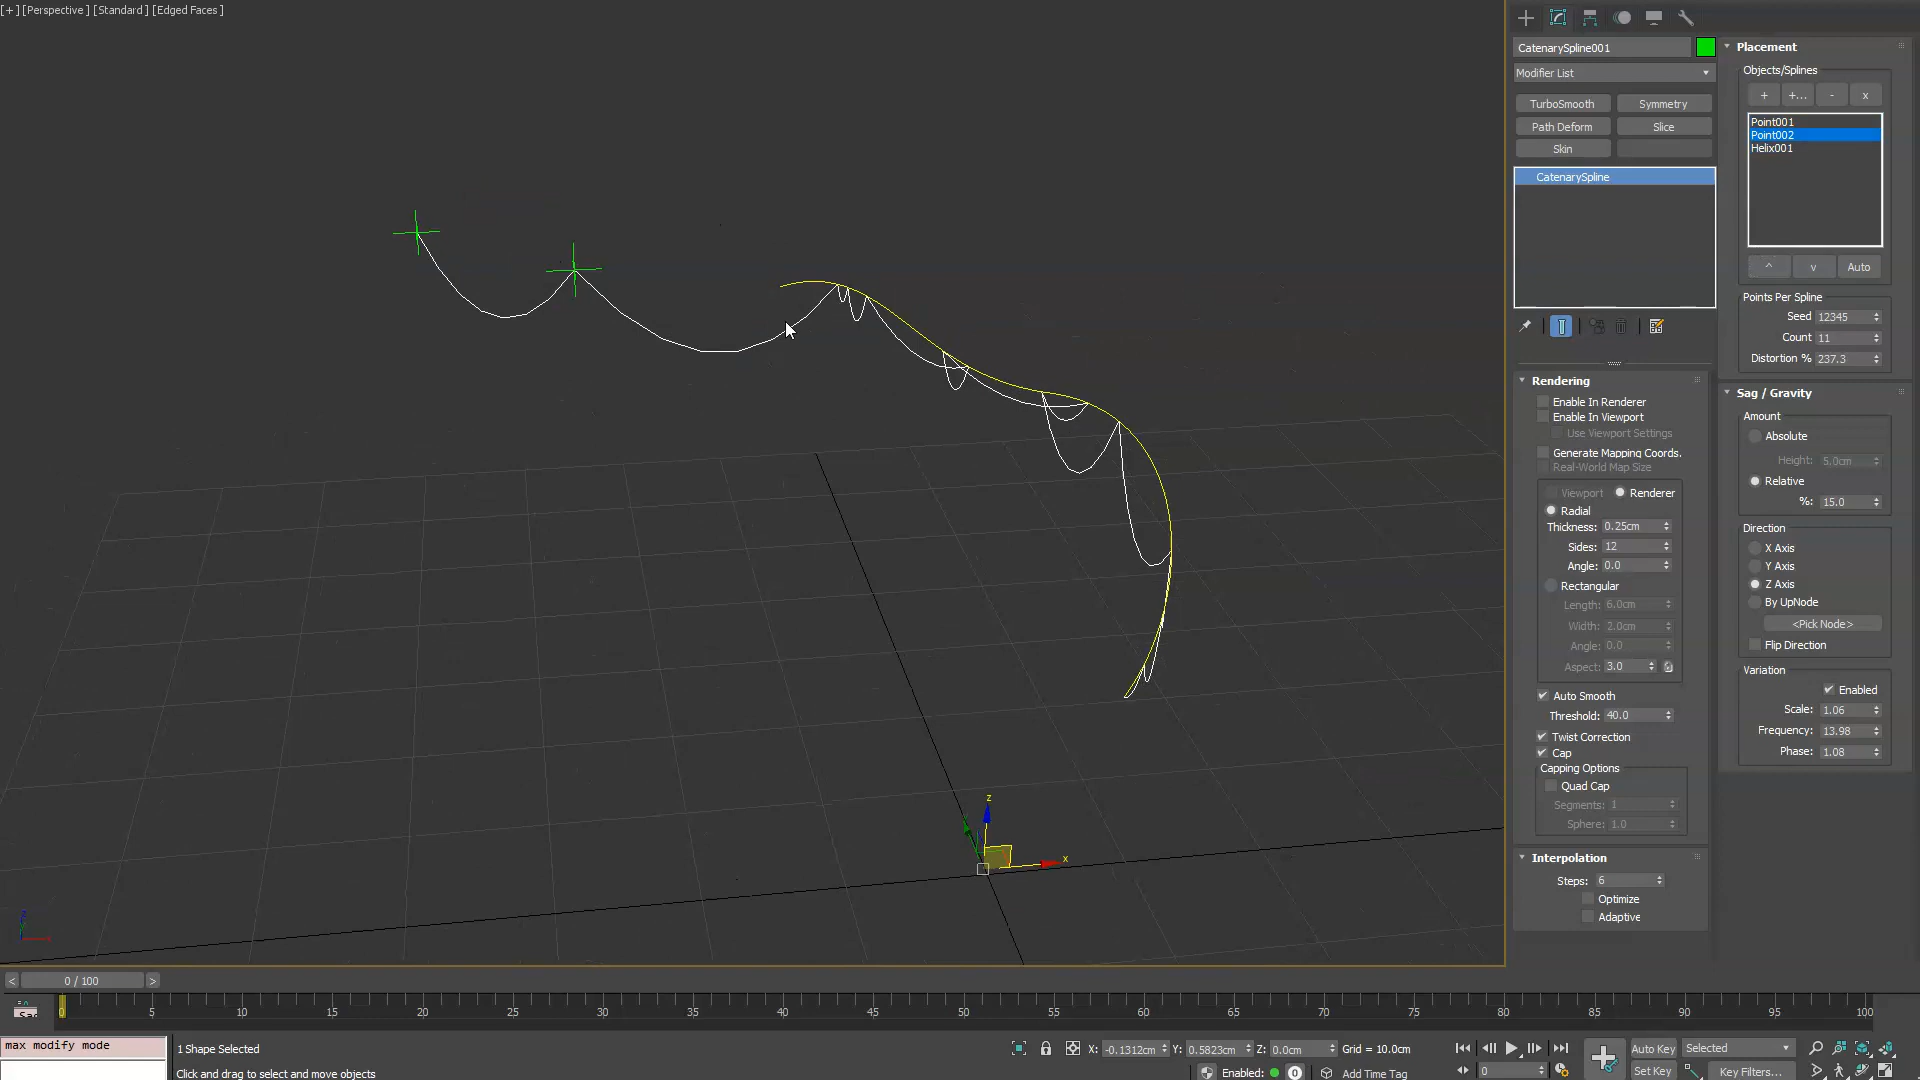 [+][Perspective][Standard][Edged Faces]
CatenarySpline001
Modifier List
TurboSmooth
Symmetry
Path Deform
Slice
Skin
CatenarySpline
Rendering
Enable In Renderer
Enable In Viewport
Use Viewport Settings
Generate Mapping Coords.
Real-World Map Size
Viewport
Renderer
Radial
Thickness: 0.25cm
Sides: 12
Angle: 0.0
Rectangular
Length: 6.0cm
Width: 2.0cm
Angle: 0.0
Aspect: 3.0
Auto Smooth
Threshold: 40.0
Twist Correction
Cap
Capping Options
Quad Cap
Segments: 1
Sphere: 1.0
Interpolation
Steps: 6
Optimize
Adaptive
Placement
Objects/Splines
+ +... - x
Point001
Point002
Helix001
^ v Auto
Points Per Spline
Seed 12345
Count 11
Distortion % 237.3
Sag / Gravity
Amount
Absolute
Height: 5.0cm
Relative
%: 15.0
Direction
X Axis
Y Axis
Z Axis
By UpNode
<Pick Node>
Flip Direction
Variation
Enabled
Scale: 1.06
Frequency: 13.98
Phase: 1.08
z
x
z
< 0 / 100 >
0 5 10 15 20 25 30 35 40 45 50 55 60 65 70 75 80 85 90 95 100
max modify mode
1 Shape Selected
Click and drag to select and move objects
X: -0.1312cm Y: 0.5823cm Z: 0.0cm Grid = 10.0cm
Enabled: 0 Add Time Tag
0
Auto Key Selected
Set Key Key Filters...